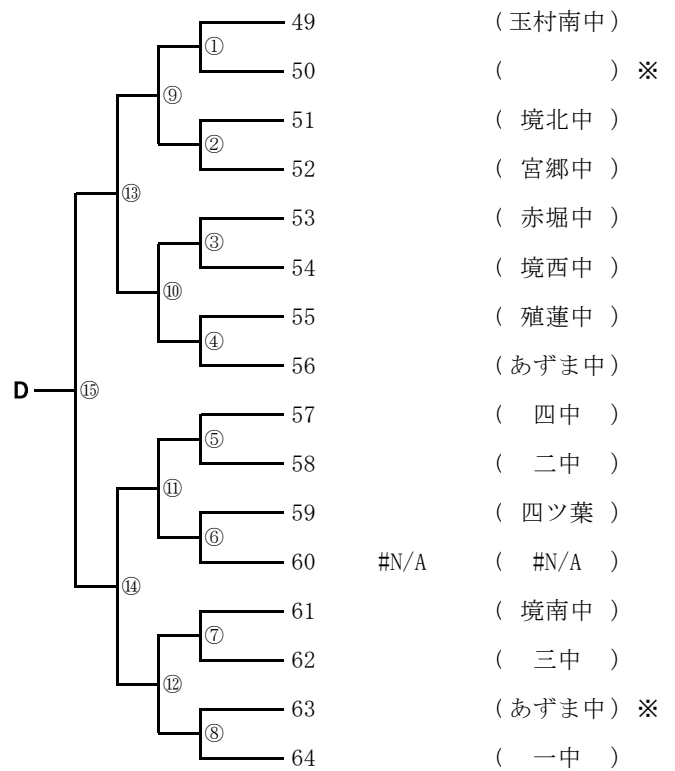 49 (玉村南中)
①
50 (　　　) ※
⑨
51 ( 境北中 )
②
52 ( 宮郷中 )
⑬
53 ( 赤堀中 )
③
54 ( 境西中 )
⑩
55 ( 殖蓮中 )
④
56 (あずま中)
D ⑮
57 ( 四中 )
⑤
58 ( 二中 )
⑪
59 ( 四ツ葉 )
⑥
60 #N/A ( #N/A )
⑭
61 ( 境南中 )
⑦
62 ( 三中 )
⑫
63 (あずま中) ※
⑧
64 ( 一中 )